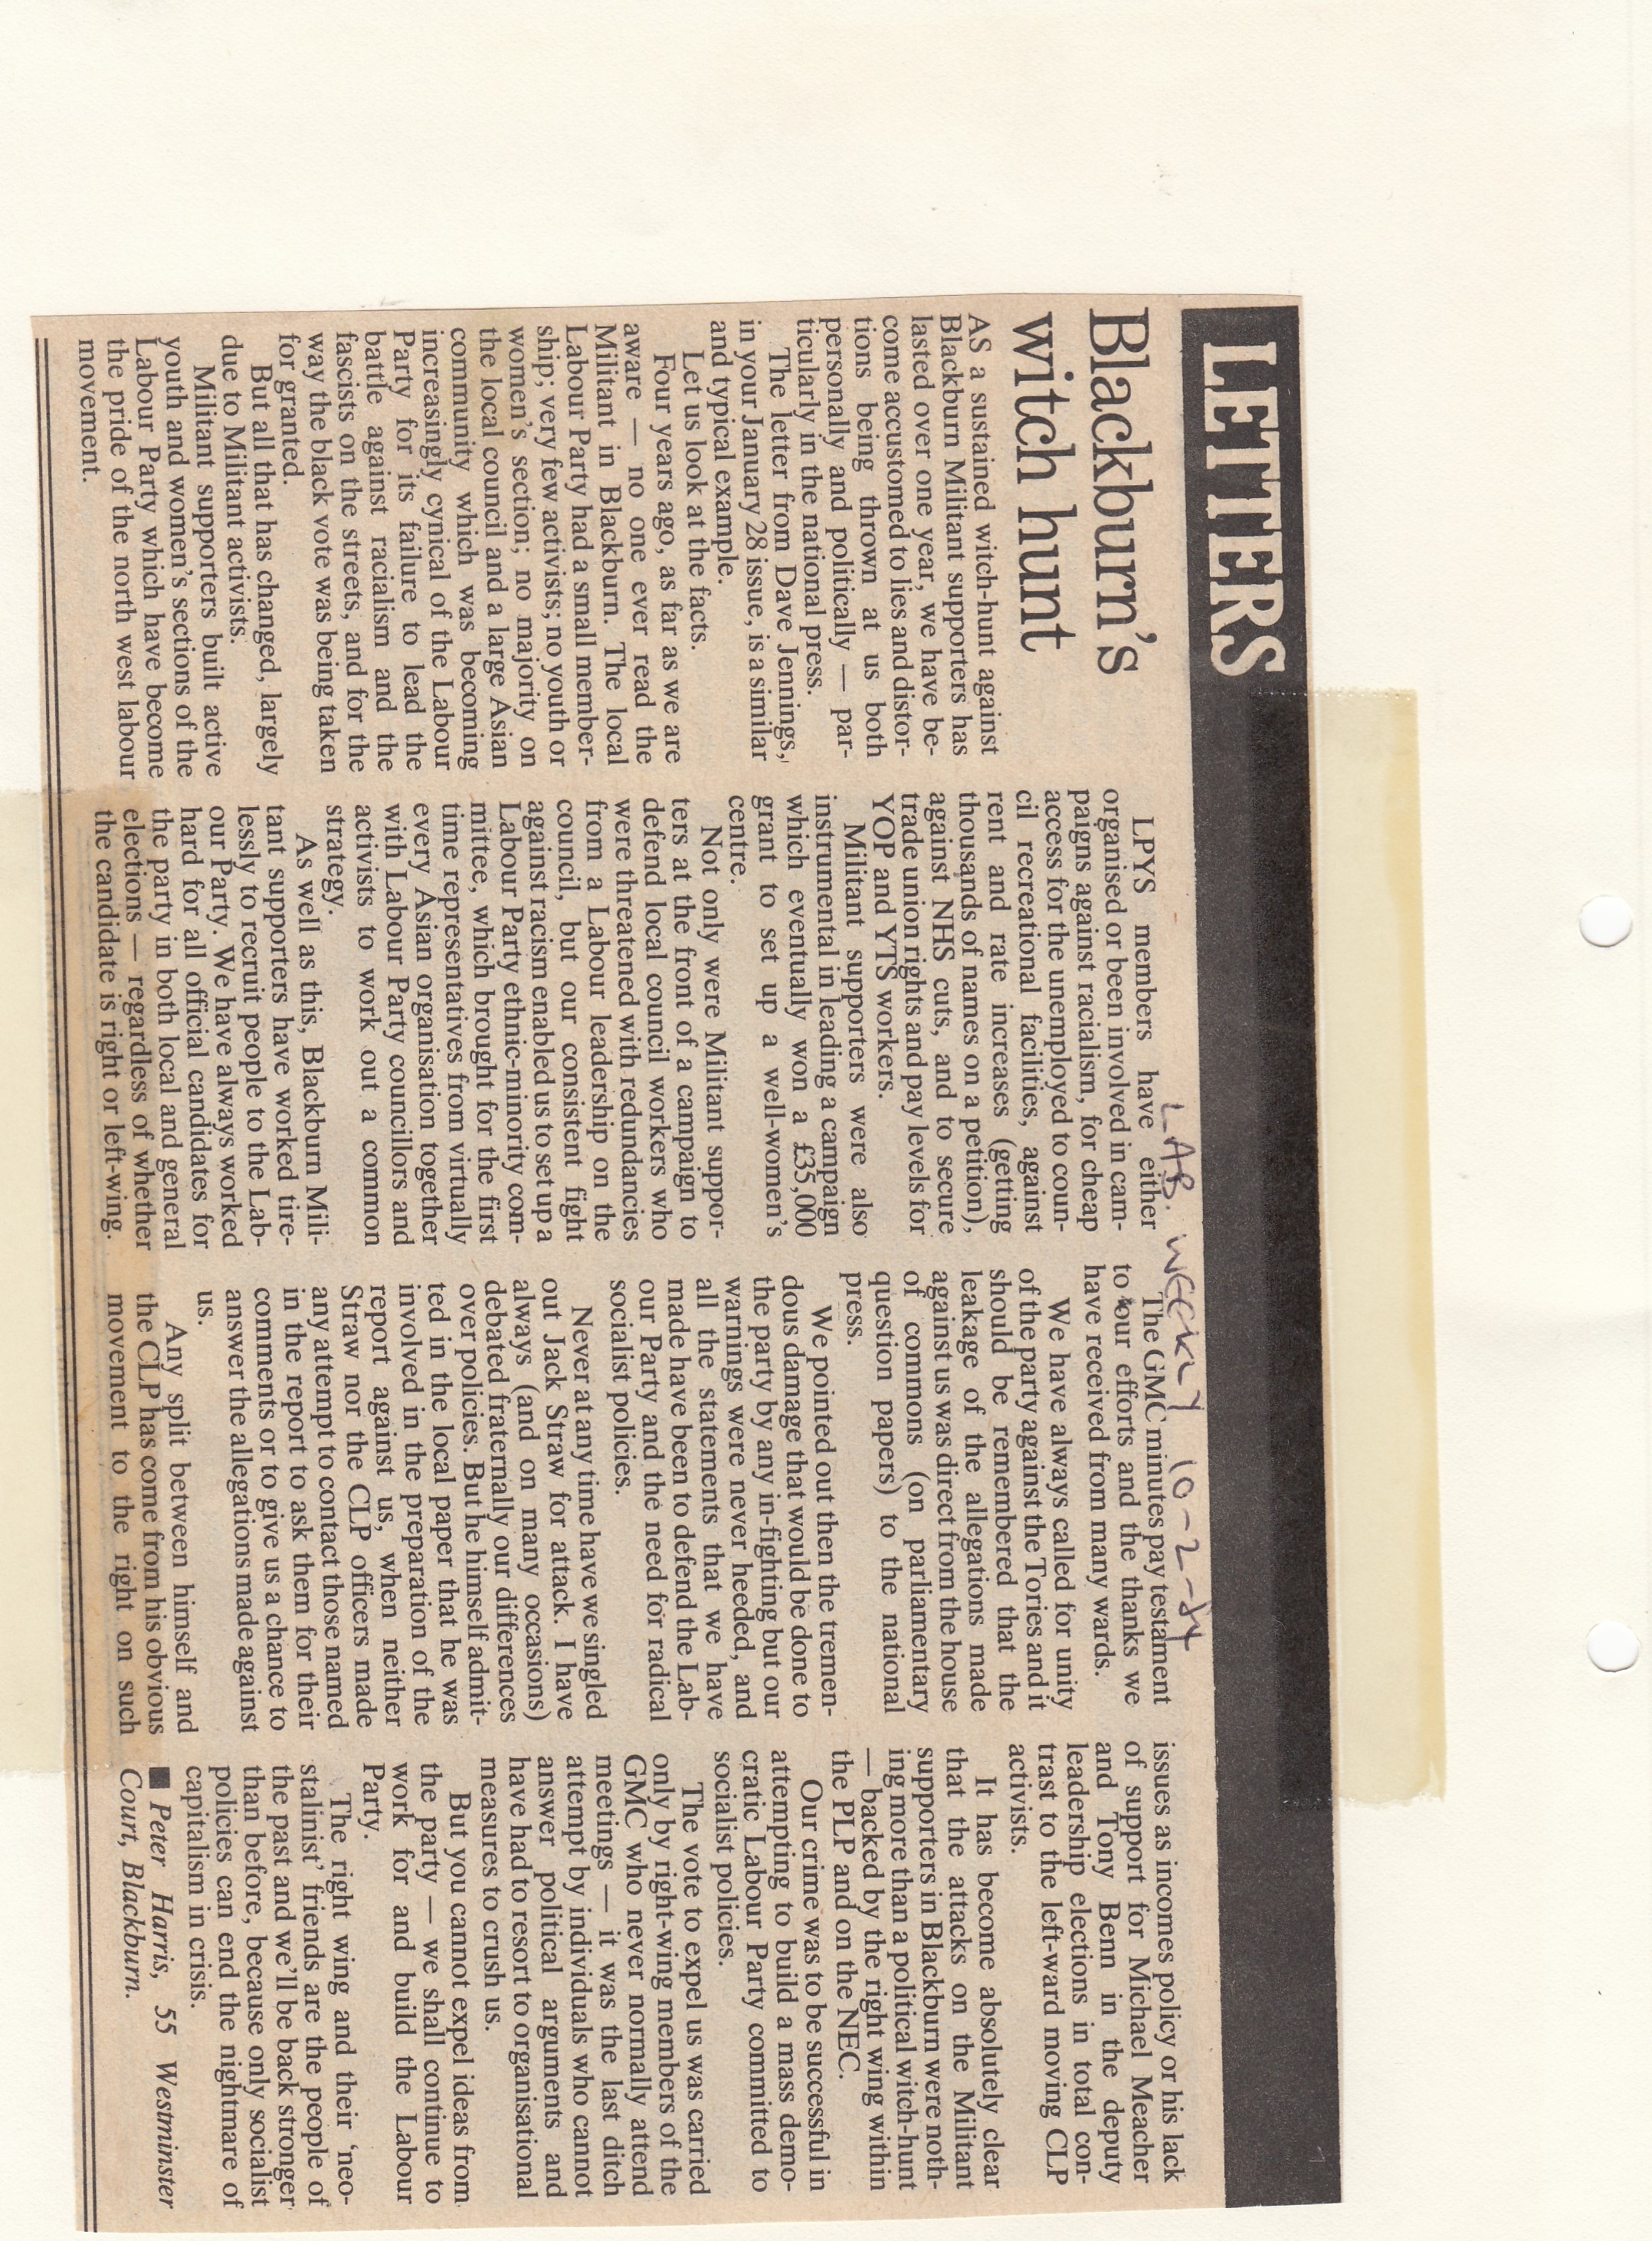 LETTERS
LAB. WEEKLY 10-2-84
Blackburn's
witch hunt
AS a sustained witch-hunt against
Blackburn Militant supporters has
lasted over one year, we have be-
come accustomed to lies and distor-
tions being thrown at us both
personally and politically — par-
ticularly in the national press.
The letter from Dave Jennings,
in your January 28 issue, is a similar
and typical example.
Let us look at the facts.
Four years ago, as far as we are
aware — no one ever read the
Militant in Blackburn. The local
Labour Party had a small member-
ship; very few activists; no youth or
women's section; no majority on
the local council and a large Asian
community which was becoming
increasingly cynical of the Labour
Party for its failure to lead the
battle against racialism and the
fascists on the streets, and for the
way the black vote was being taken
for granted.
But all that has changed, largely
due to Militant activists.
Militant supporters built active
youth and women's sections of the
Labour Party which have become
the pride of the north west labour
movement.
LPYS members have either
organised or been involved in cam-
paigns against racialism, for cheap
access for the unemployed to coun-
cil recreational facilities, against
rent and rate increases (getting
thousands of names on a petition),
against NHS cuts, and to secure
trade union rights and pay levels for
YOP and YTS workers.
Militant supporters were also
instrumental in leading a campaign
which eventually won a £35,000
grant to set up a well-women's
centre.
Not only were Militant suppor-
ters at the front of a campaign to
defend local council workers who
were threatened with redundancies
from a Labour leadership on the
council, but our consistent fight
against racism enabled us to set up a
Labour Party ethnic-minority com-
mittee, which brought for the first
time representatives from virtually
every Asian organisation together
with Labour Party councillors and
activists to work out a common
strategy.
As well as this, Blackburn Mili-
tant supporters have worked tire-
lessly to recruit people to the Lab-
our Party. We have always worked
hard for all official candidates for
the party in both local and general
elections — regardless of whether
the candidate is right or left-wing.
The GMC minutes pay testament
to our efforts and the thanks we
have received from many wards.
We have always called for unity
of the party against the Tories and it
should be remembered that the
leakage of the allegations made
against us was direct from the house
of commons (on parliamentary
question papers) to the national
press.
We pointed out then the tremen-
dous damage that would be done to
the party by any in-fighting but our
warnings were never heeded, and
all the statements that we have
made have been to defend the Lab-
our Party and the need for radical
socialist policies.
Never at any time have we singled
out Jack Straw for attack. I have
always (and on many occasions)
debated fraternally our differences
over policies. But he himself admit-
ted in the local paper that he was
involved in the preparation of the
report against us, when neither
Straw nor the CLP officers made
any attempt to contact those named
in the report to ask them for their
comments or to give us a chance to
answer the allegations made against
us.
Any split between himself and
the CLP has come from his obvious
movement to the right on such
issues as incomes policy or his lack
of support for Michael Meacher
and Tony Benn in the deputy
leadership elections in total con-
trast to the left-ward moving CLP
activists.
It has become absolutely clear
that the attacks on the Militant
supporters in Blackburn were noth-
ing more than a political witch-hunt
— backed by the right wing within
the PLP and on the NEC.
Our crime was to be successful in
attempting to build a mass demo-
cratic Labour Party committed to
socialist policies.
The vote to expel us was carried
only by right-wing members of the
GMC who never normally attend
meetings — it was the last ditch
attempt by individuals who cannot
answer political arguments and
have had to resort to organisational
measures to crush us.
But you cannot expel ideas from
the party — we shall continue to
work for and build the Labour
Party.
The right wing and their 'neo-
stalinist' friends are the people of
the past and we'll be back stronger
than before, because only socialist
policies can end the nightmare of
capitalism in crisis.
■ Peter Harris, 55 Westminster
Court, Blackburn.